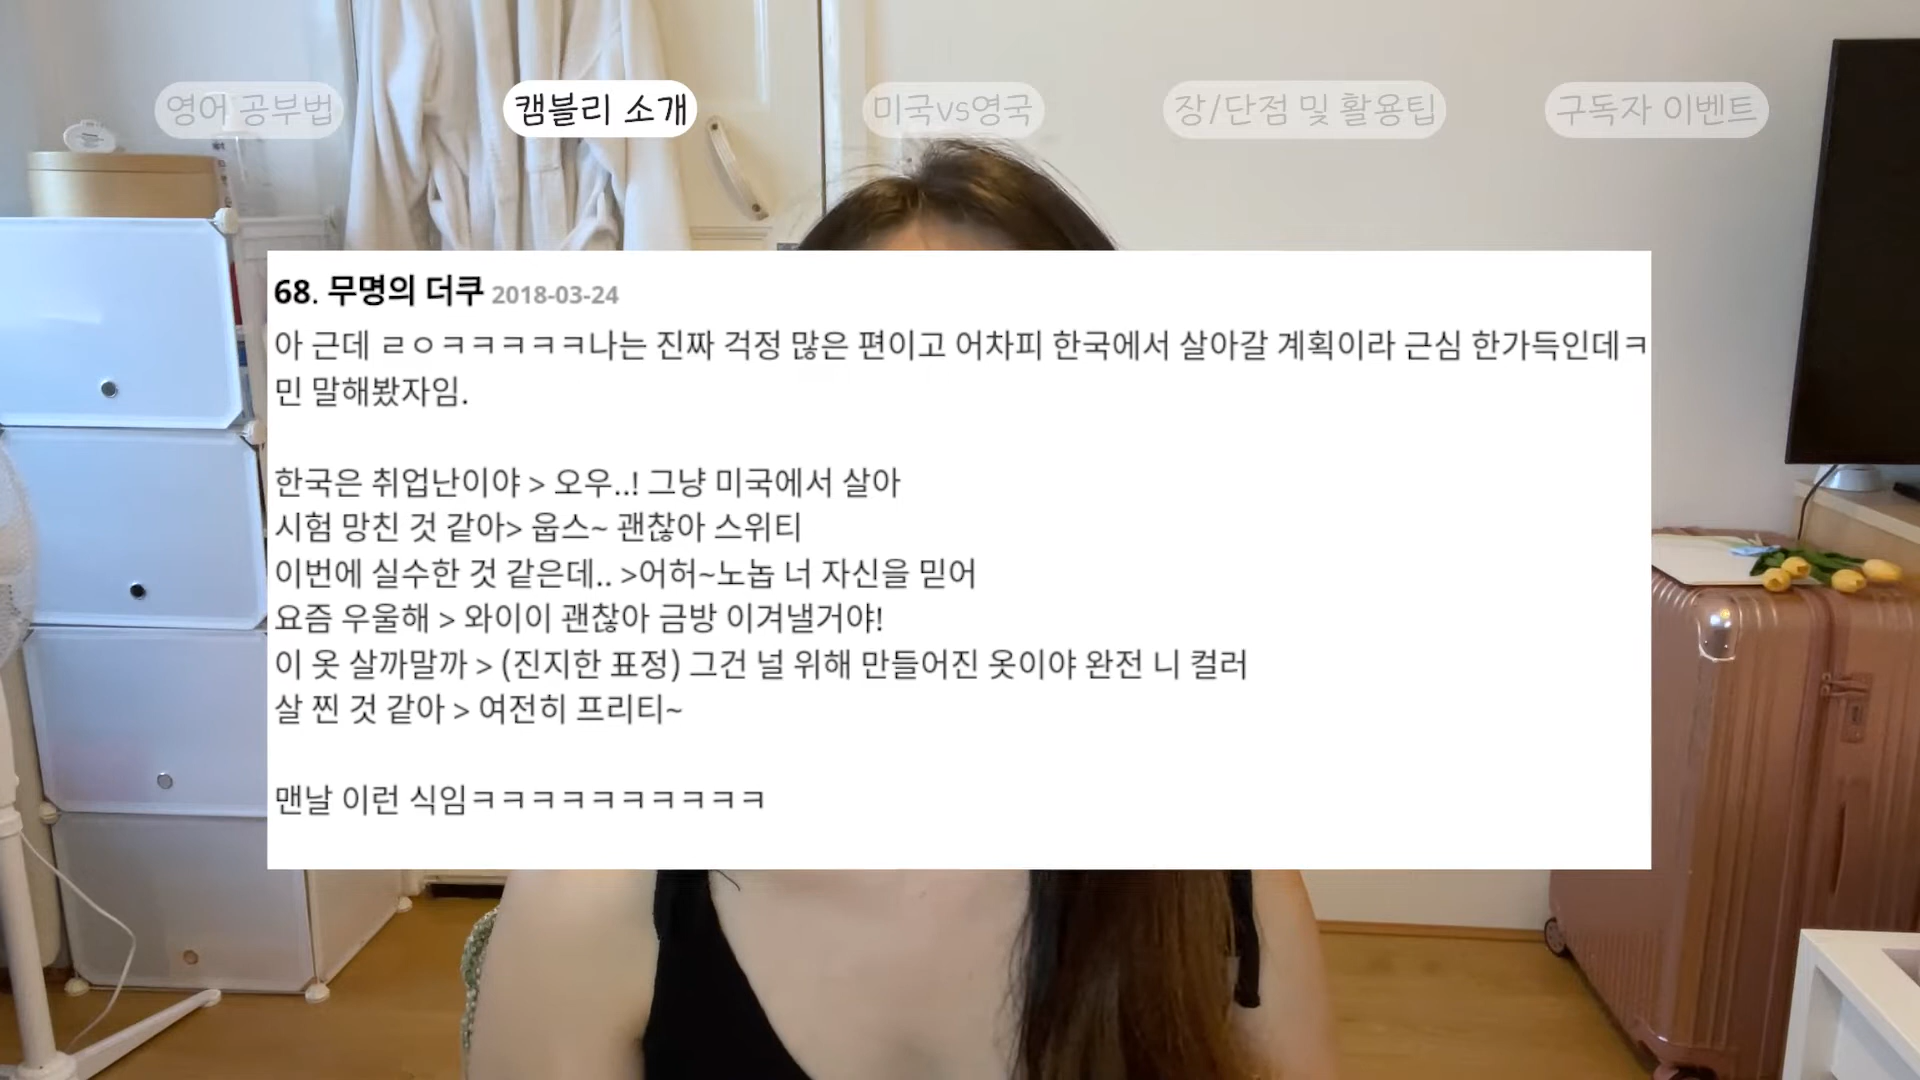 영어 공부법
캠블리 소개
미국vs영국
장/단점 및 활용팁
구독자 이벤트
68. 무명의 더쿠 2018-03-24
아 근데 ㄹㅇㅋㅋㅋㅋㅋ나는 진짜 걱정 많은 편이고 어차피 한국에서 살아갈 계획이라 근심 한가득인데ㅋ
민 말해봤자임.
한국은 취업난이야 > 오우..! 그냥 미국에서 살아
시험 망친 것 같아> 웁스~ 괜찮아 스위티
이번에 실수한 것 같은데.. >어허~노놉 너 자신을 믿어
요즘 우울해 > 와이이 괜찮아 금방 이겨낼거야!
이 옷 살까말까 > (진지한 표정) 그건 널 위해 만들어진 옷이야 완전 니 컬러
살 찐 것 같아 > 여전히 프리티~
맨날 이런 식임ㅋㅋㅋㅋㅋㅋㅋㅋㅋㅋ